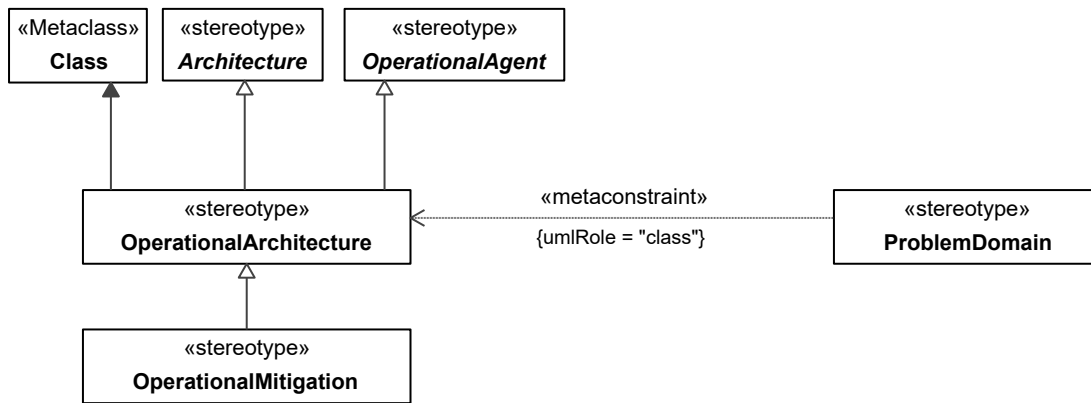 «Metaclass»
Class
«stereotype»
Architecture
«stereotype»
OperationalAgent
«stereotype»
OperationalArchitecture
«metaconstraint»
{umlRole = "class"}
«stereotype»
ProblemDomain
«stereotype»
OperationalMitigation